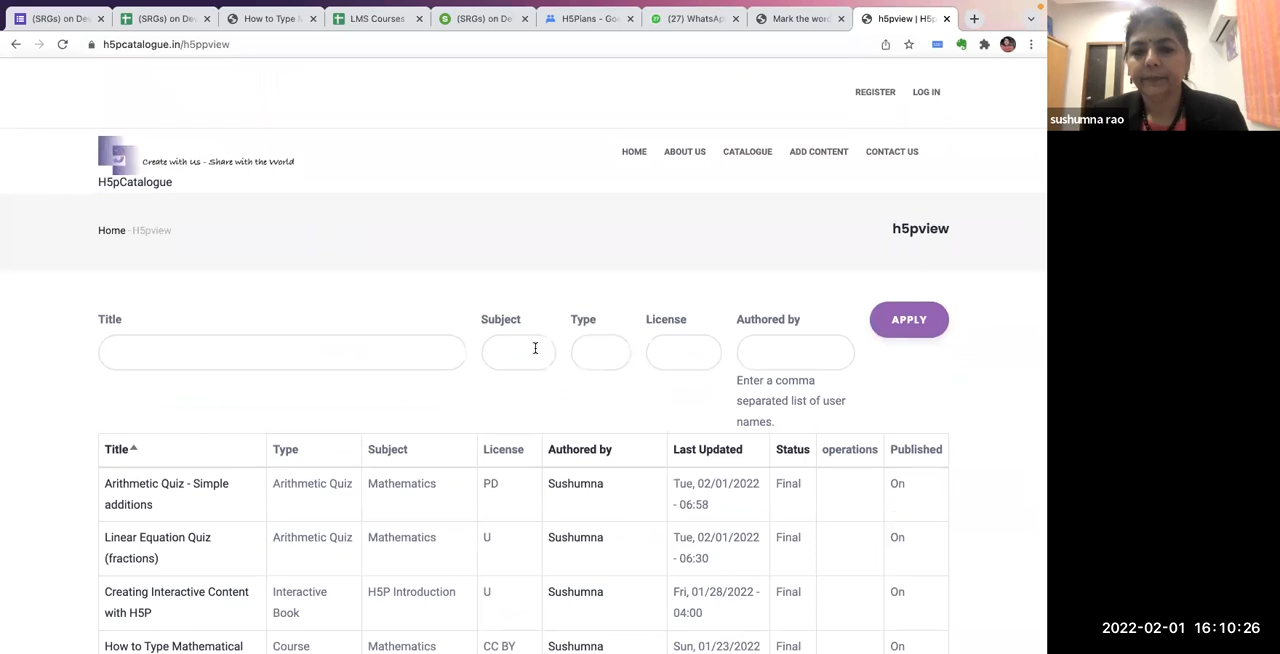 (SRGs) on De
(SRGs) on De
How to Type
LMS Courses
(SRGs) on De
H5Pians - Go
(27) WhatsAp
Mark the wor
h5pview | H5p
h5pcatalogue.in/h5ppview
sushumna rao
REGISTER LOG IN
Create with Us - Share with the World
HOME ABOUT US CATALOGUE ADD CONTENT CONTACT US
H5pCatalogue
Home - H5pview
h5pview
Title Subject Type License Authored by APPLY
Enter a comma
separated list of user
names.
Title Type Subject License Authored by Last Updated Status operations Published
Arithmetic Quiz - Simple Arithmetic Quiz Mathematics PD Sushumna Tue, 02/01/2022 Final On
additions - 06:58
Linear Equation Quiz Arithmetic Quiz Mathematics U Sushumna Tue, 02/01/2022 Final On
(fractions) - 06:30
Creating Interactive Content Interactive H5P Introduction U Sushumna Fri, 01/28/2022 - Final On
with H5P Book 04:00
How to Type Mathematical Course Mathematics CC BY Sushumna Sun, 01/23/2022 Final On
2022-02-01 16:10:26